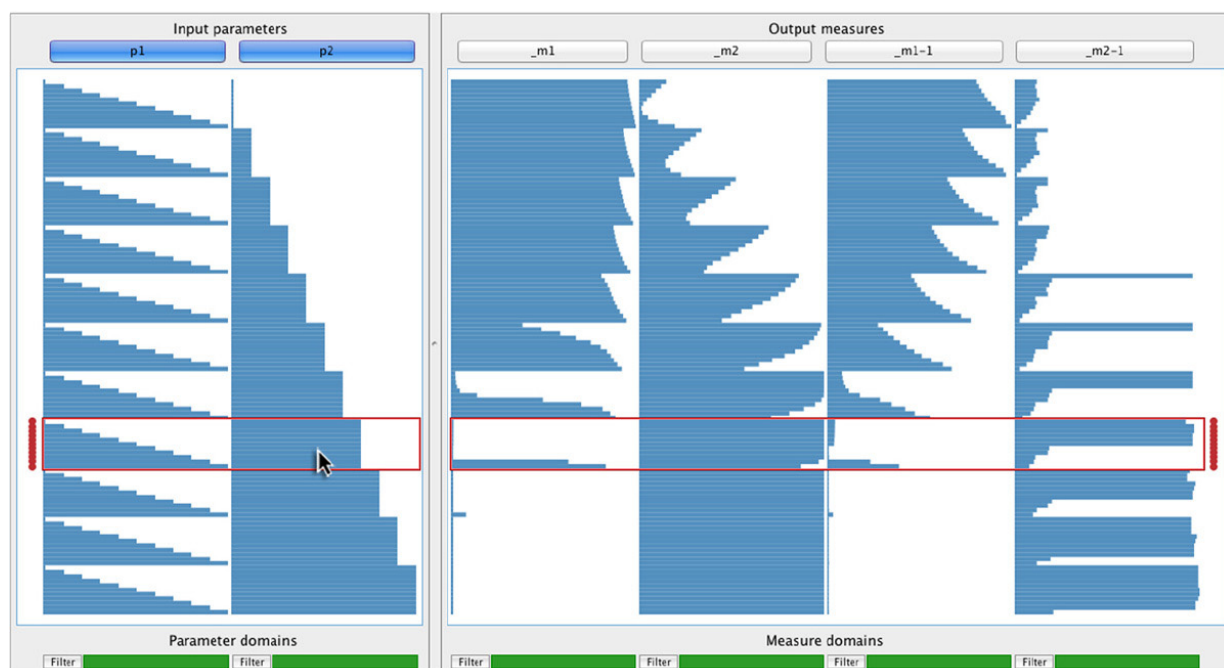 Input parameters
Output measures
p1
p2
_m1
_m2
_m1-1
_m2-1
Parameter domains
Measure domains
Filter
Filter
Filter
Filter
Filter
Filter